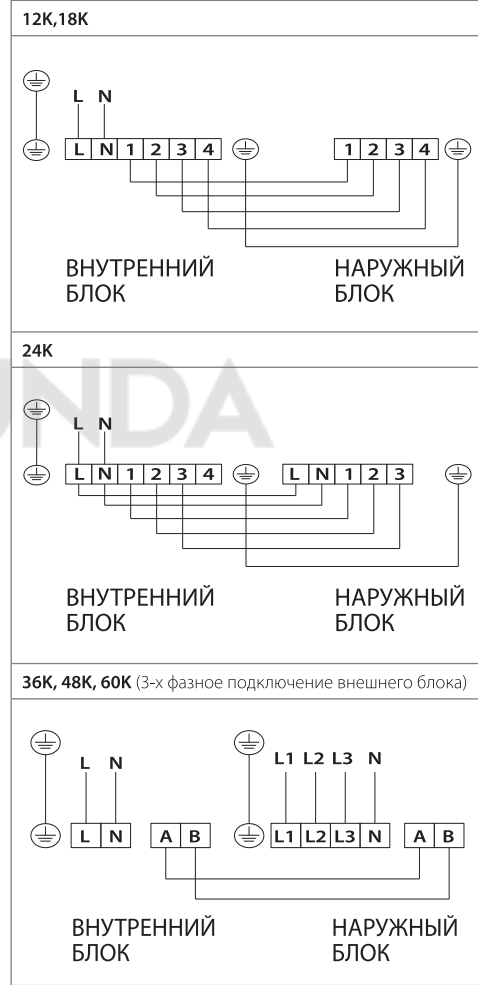 12K,18K
L N
L N 1 2 3 4 1 2 3 4
ВНУТРЕННИЙ БЛОК
НАРУЖНЫЙ БЛОК
24K
L N
L N 1 2 3 4 L N 1 2 3
ВНУТРЕННИЙ БЛОК
НАРУЖНЫЙ БЛОК
36K, 48K, 60K (3-х фазное подключение внешнего блока)
L N L1 L2 L3 N
L N A B L1 L2 L3 N A B
ВНУТРЕННИЙ БЛОК
НАРУЖНЫЙ БЛОК